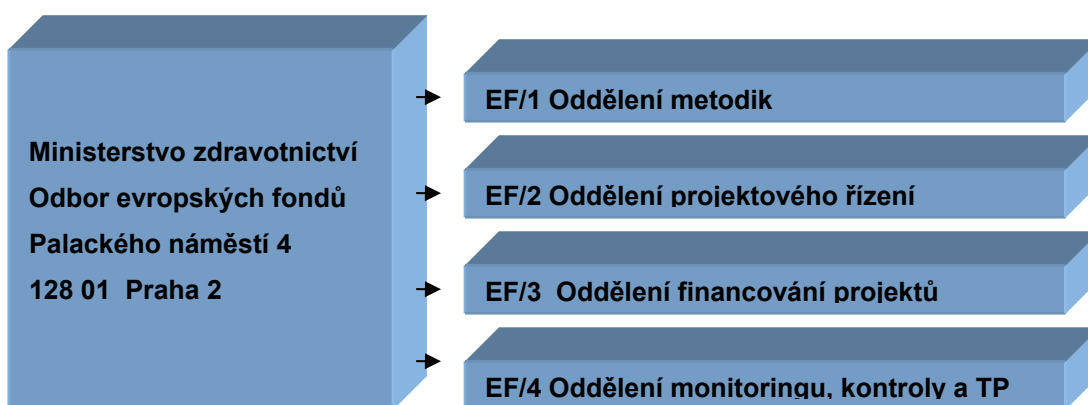 Ministerstvo zdravotnictví
Odbor evropských fondů
Palackého náměstí 4
128 01  Praha 2
EF/1 Oddělení metodik
EF/2 Oddělení projektového řízení
EF/3  Oddělení financování projektů
EF/4 Oddělení monitoringu, kontroly a TP